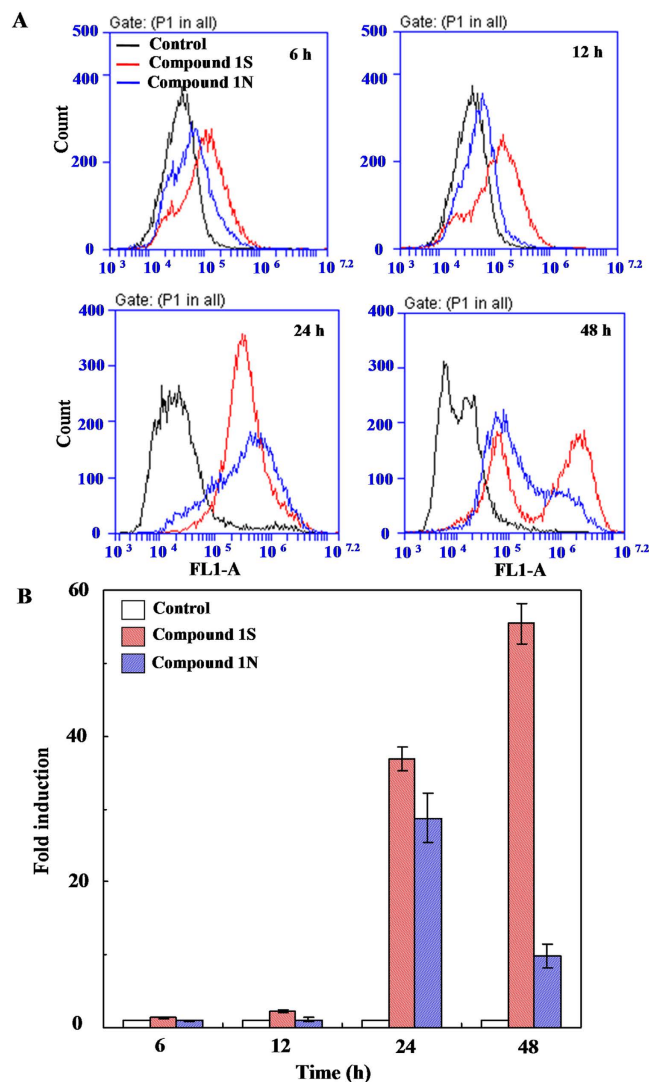 A
Gate: (P1 in all)
500
400
200
0
Count
Control
Compound 1S
Compound 1N
6 h
10 3
10 4
10 5
10 6
10 7.2
Gate: (P1 in all)
500
400
200
0
12 h
10 3
10 4
10 5
10 6
10 7.2
Gate: (P1 in all)
400
300
200
100
0
Count
24 h
10 3
10 4
10 5
10 6
10 7.2
FL1-A
Gate: (P1 in all)
400
300
200
100
0
48 h
10 3
10 4
10 5
10 6
10 7.2
FL1-A
B
60
40
20
0
Fold induction
Control
Compound 1S
Compound 1N
6 12 24 48
Time (h)